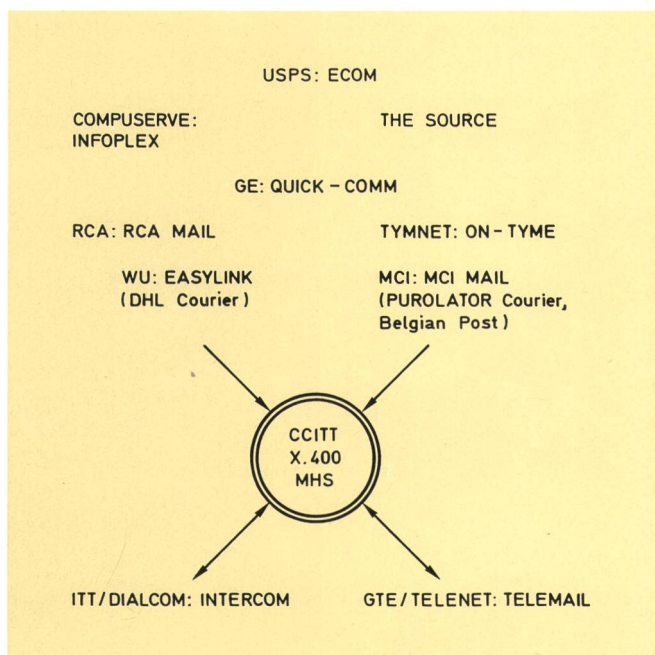 USPS: ECOM
COMPUSERVE:
INFOPLEX
THE SOURCE
GE: QUICK-COMM
RCA: RCA MAIL
TYMNET: ON-TYME
WU: EASYLINK
(DHL Courier)
MCI: MCI MAIL
(PUROLATOR Courier,
Belgian Post)
CCITT
X.400
MHS
ITT/DIALCOM: INTERCOM
GTE/TELENET: TELEMAIL